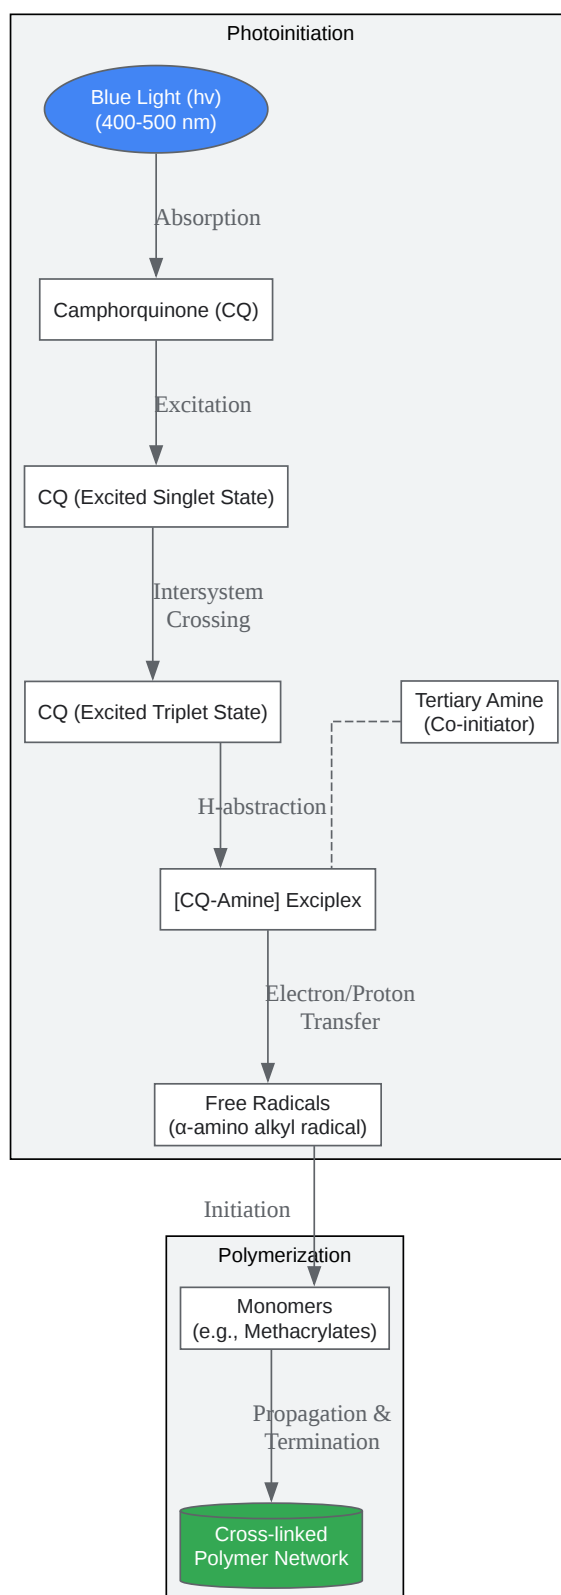 Photoinitiation
Blue Light (hv)
(400-500 nm)
Absorption
Camphorquinone (CQ)
Excitation
CQ (Excited Singlet State)
Intersystem
Crossing
CQ (Excited Triplet State)
Tertiary Amine
(Co-initiator)
H-abstraction
[CQ-Amine] Exciplex
Electron/Proton
Transfer
Free Radicals
(α-amino alkyl radical)
Initiation
Polymerization
Monomers
(e.g., Methacrylates)
Propagation &
Termination
Cross-linked
Polymer Network